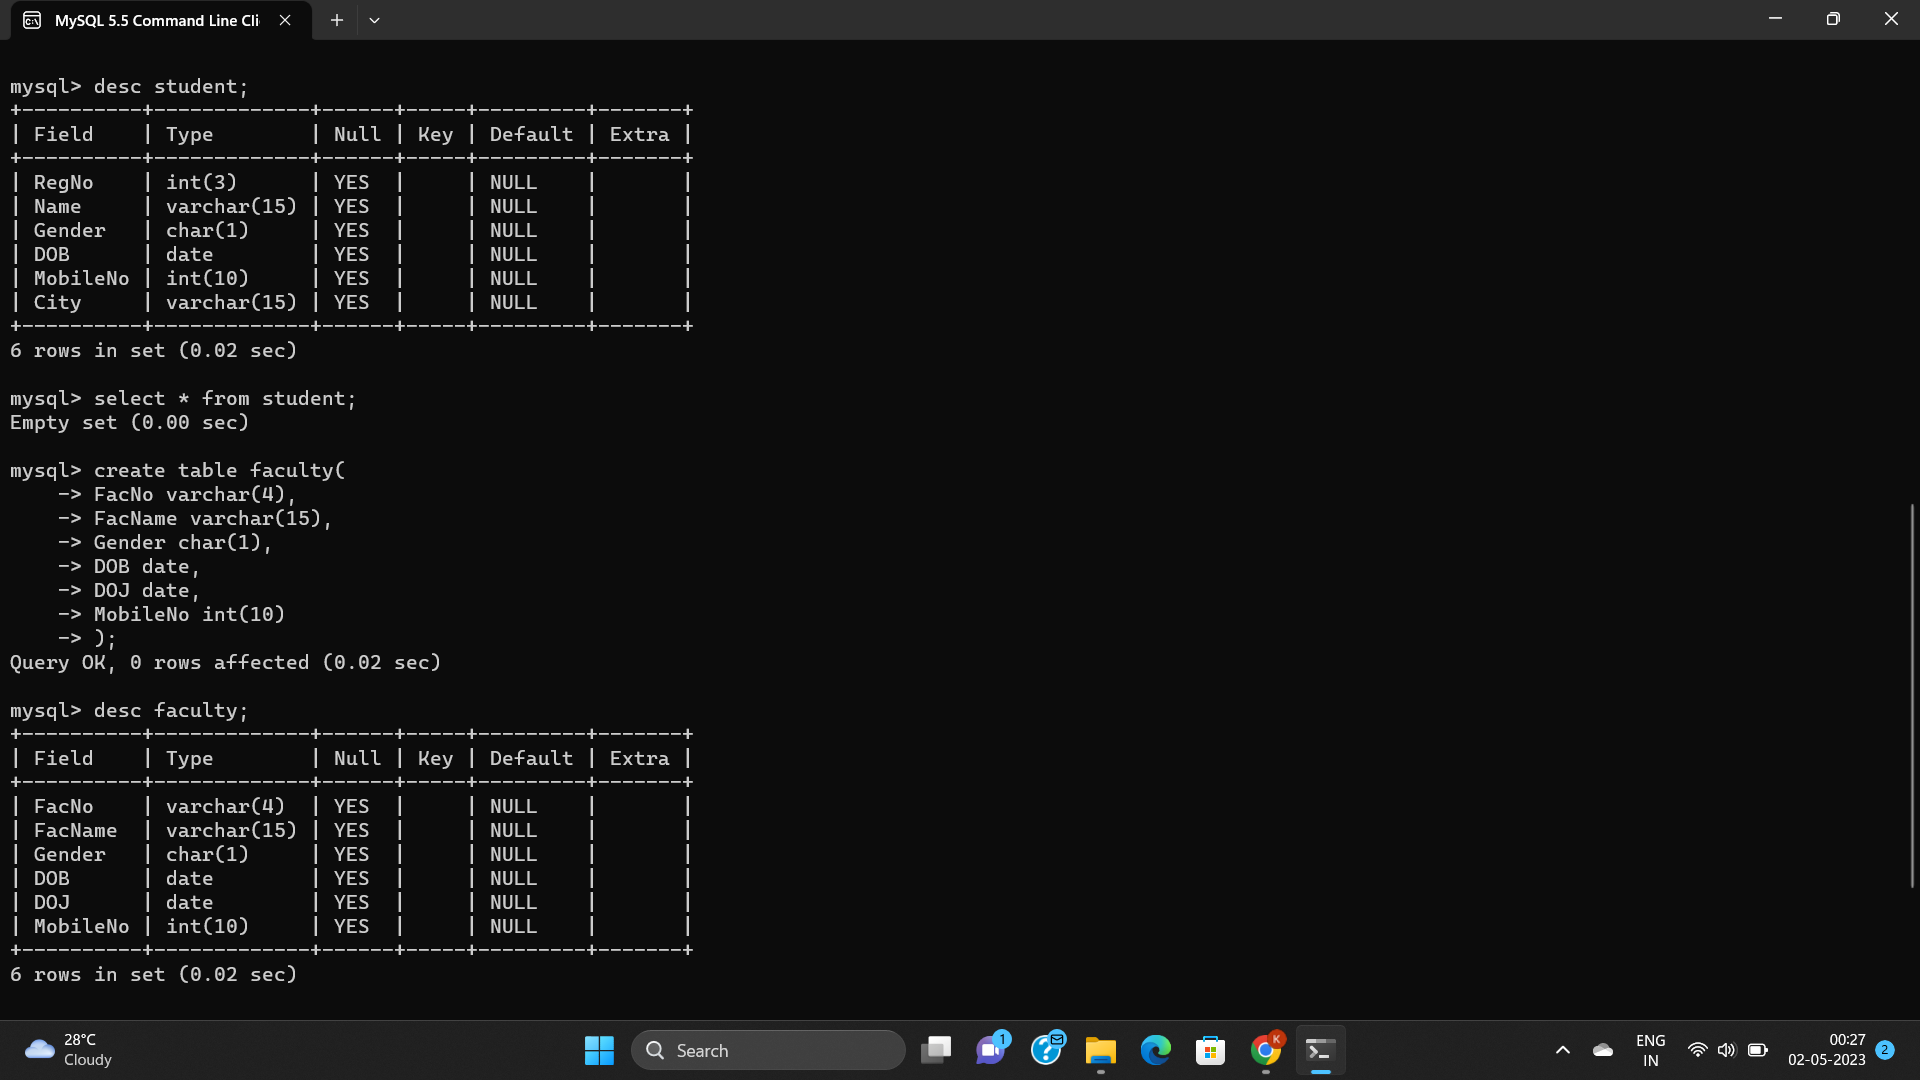 MySQL 5.5 Command Line Cli
mysql> desc student;
+----------+-------------+------+-----+---------+-------+
| Field    | Type        | Null | Key | Default | Extra |
+----------+-------------+------+-----+---------+-------+
| RegNo    | int(3)      | YES  |     | NULL    |       |
| Name     | varchar(15) | YES  |     | NULL    |       |
| Gender   | char(1)     | YES  |     | NULL    |       |
| DOB      | date        | YES  |     | NULL    |       |
| MobileNo | int(10)     | YES  |     | NULL    |       |
| City     | varchar(15) | YES  |     | NULL    |       |
+----------+-------------+------+-----+---------+-------+
6 rows in set (0.02 sec)
mysql> select * from student;
Empty set (0.00 sec)
mysql> create table faculty(
    -> FacNo varchar(4),
    -> FacName varchar(15),
    -> Gender char(1),
    -> DOB date,
    -> DOJ date,
    -> MobileNo int(10)
    -> );
Query OK, 0 rows affected (0.02 sec)
mysql> desc faculty;
+----------+-------------+------+-----+---------+-------+
| Field    | Type        | Null | Key | Default | Extra |
+----------+-------------+------+-----+---------+-------+
| FacNo    | varchar(4)  | YES  |     | NULL    |       |
| FacName  | varchar(15) | YES  |     | NULL    |       |
| Gender   | char(1)     | YES  |     | NULL    |       |
| DOB      | date        | YES  |     | NULL    |       |
| DOJ      | date        | YES  |     | NULL    |       |
| MobileNo | int(10)     | YES  |     | NULL    |       |
+----------+-------------+------+-----+---------+-------+
6 rows in set (0.02 sec)
28°C
Cloudy
Search
1
K
ENG
IN
00:27
02-05-2023
2